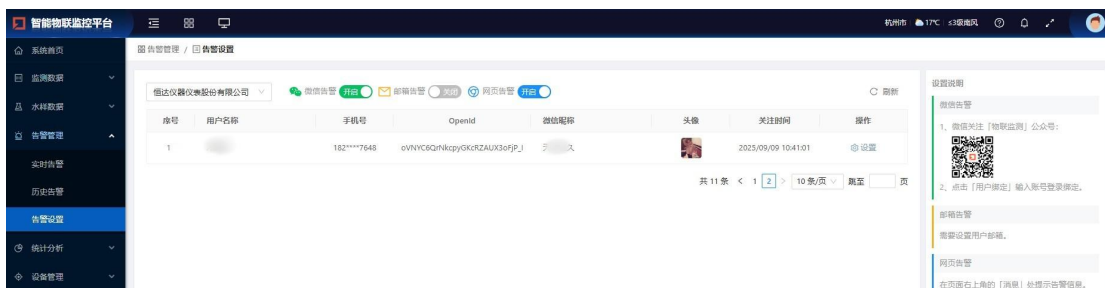 智能物联监控平台
杭州市 17℃ ≤3级南风
系统首页
监测数据
水样数据
告警管理
实时告警
历史告警
告警设置
统计分析
设备管理
告警管理 / 告警设置
恒达仪器仪表股份有限公司
微信告警 开启 邮箱告警 关闭 网页告警 开启
刷新
序号 用户名称 手机号 OpenId 微信昵称 头像 关注时间 操作
1 182****7648 oVNYC6QrNkcpyGKcRZAUX3oFjP_I 2025/09/09 10:41:01 设置
共 11 条 < 1 2 > 10 条/页 跳至 页
设置说明
微信告警
1、微信关注「物联监测」公众号：
2、点击「用户绑定」输入账号登录绑定。
邮箱告警
需要设置用户邮箱。
网页告警
在页面右上角的「消息」处提示告警信息。